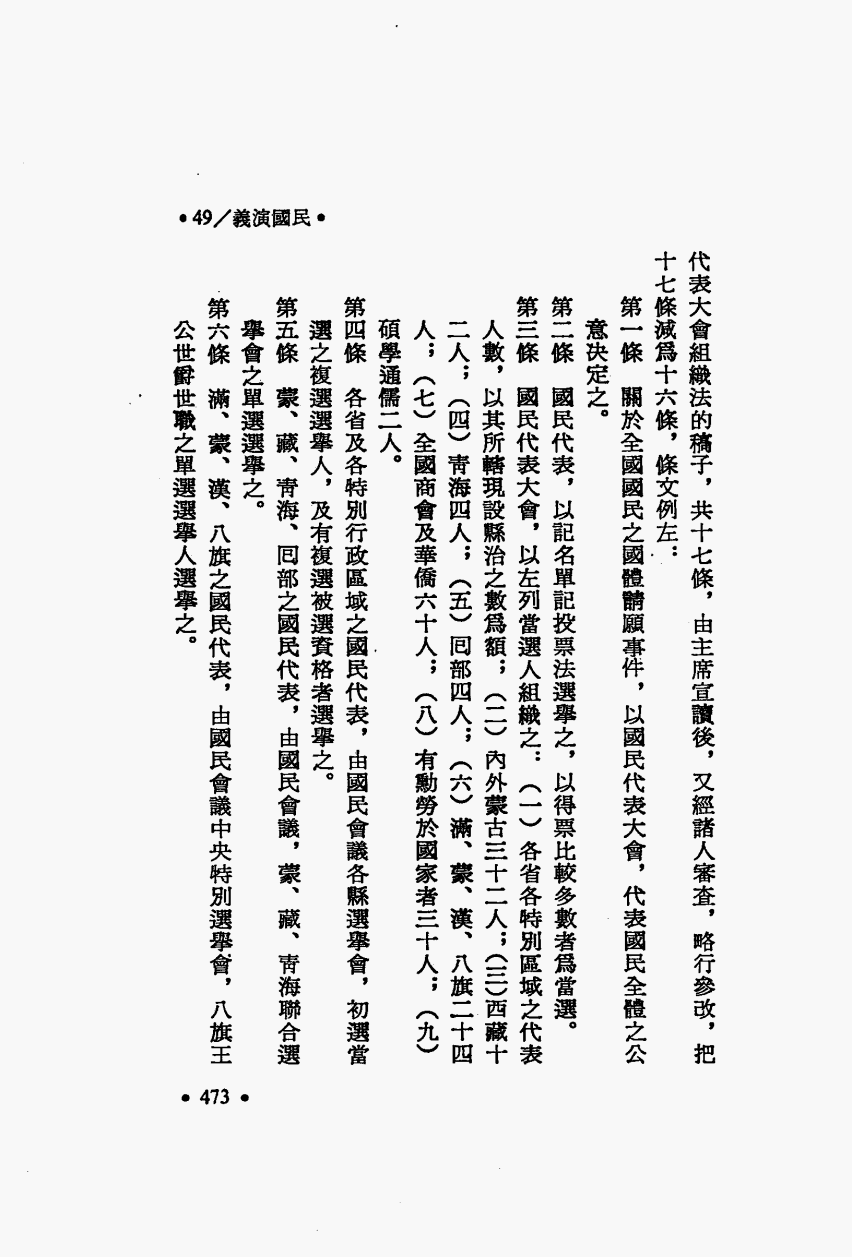 •49/義演國民•
代表大會組織法的稿子，共十七條，由主席宣讀後，又經諸人審查，略行參改，把
十七條減爲十六條，條文例左：
第一條　關於全國國民之國體請願事件，以國民代表大會，代表國民全體之公
意決定之。
第二條　國民代表，以記名單記投票法選舉之，以得票比較多數者爲當選。
第三條　國民代表大會，以左列當選人組織之：（一）各省各特別區域之代表
人數，以其所轄現設縣治之數爲額；（二）內外蒙古三十二人；（三）西藏十
二人；（四）靑海四人；（五）囘部四人；（六）滿、蒙、漢、八旗二十四
人；（七）全國商會及華僑六十人；（八）有勳勞於國家者三十人；（九）
碩學通儒二人。
第四條　各省及各特別行政區域之國民代表，由國民會議各縣選舉會，初選當
選之複選選舉人，及有複選被選資格者選舉之。
第五條　蒙、藏、靑海、囘部之國民代表，由國民會議，蒙、藏、靑海聯合選
舉會之單選選舉之。
第六條　滿、蒙、漢、八旗之國民代表，由國民會議中央特別選舉會，八旗王
公世爵世職之單選選舉人選舉之。
• 473 •